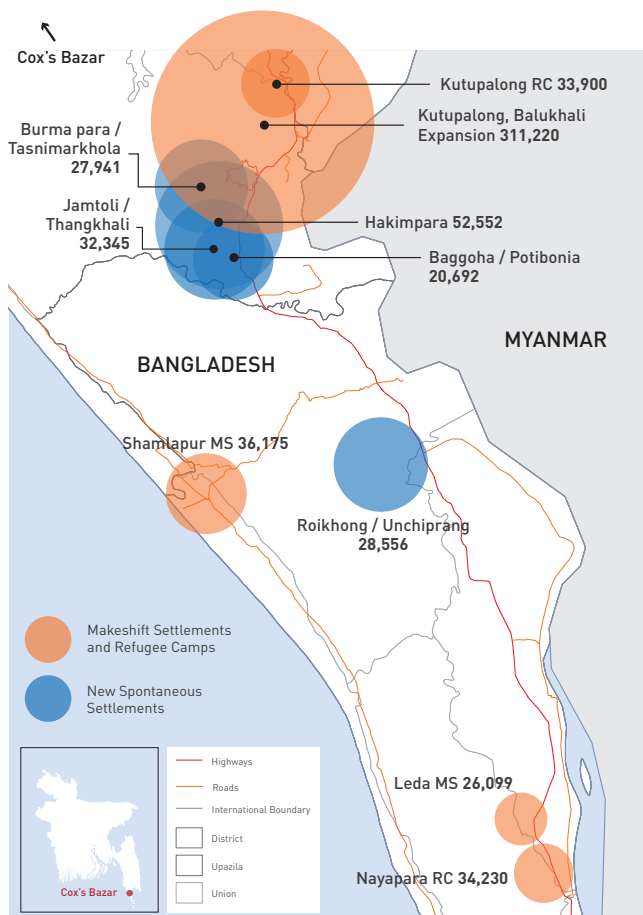 Cox's Bazar
Kutupalong RC 33,900
Kutupalong, Balukhali
Expansion 311,220
Burma para /
Tasnimarkhola
27,941
Jamtoli /
Thangkhali
32,345
Hakimpara 52,552
Baggoha / Potibonia
20,692
MYANMAR
BANGLADESH
Shamlapur MS 36,175
Roikhong / Unchiprang
28,556
Makeshift Settlements
and Refugee Camps
New Spontaneous
Settlements
Highways
Roads
International Boundary
District
Upazila
Union
Cox's Bazar
Leda MS 26,099
Nayapara RC 34,230